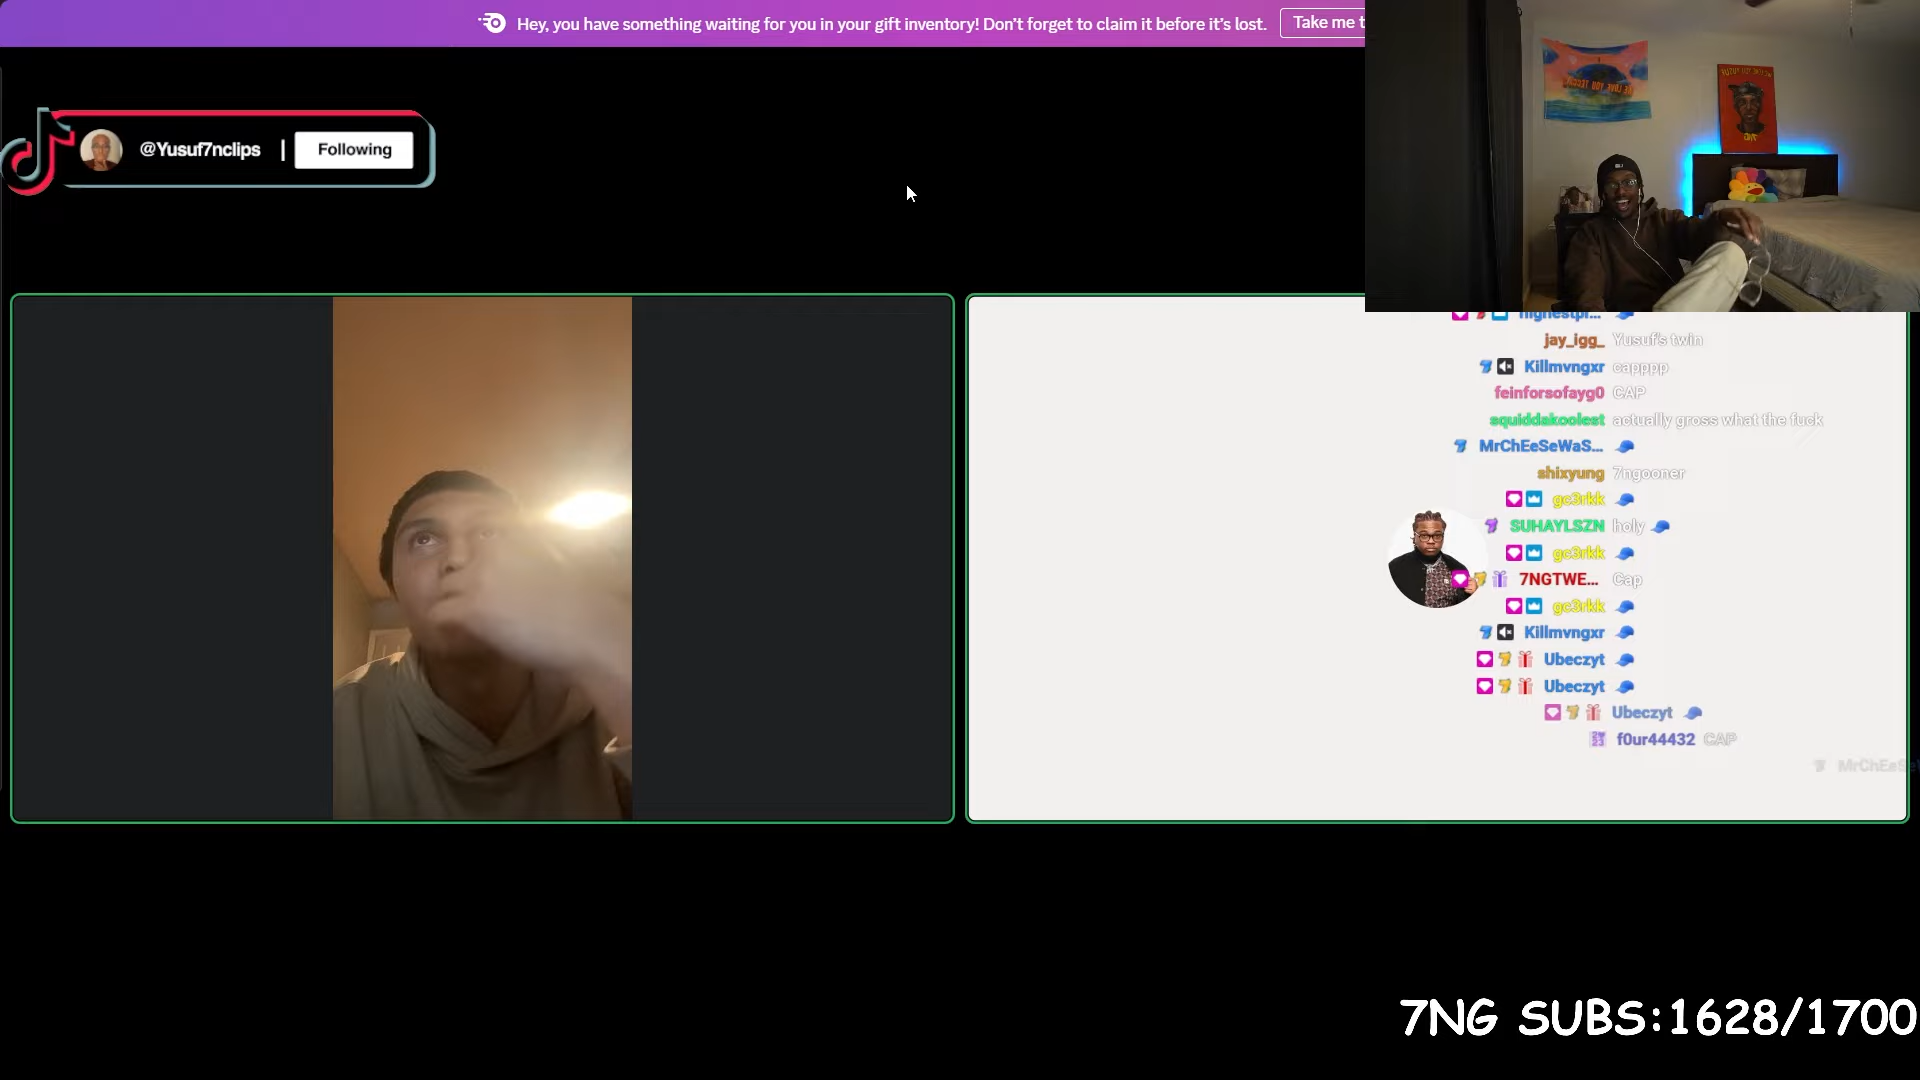 Hey, you have something waiting for you in your gift inventory! Don't forget to claim it before it's lost.
Take me t
@Yusuf7nclips | Following
jay_igg_ Yusuf's twin
Killmvngxr capppp
feinforsofayg0 CAP
squiddakoolest actually gross what the fuck
MrChEeSeWaS...
shixyung 7ngooner
gc3rkk
SUHAYLSZN holy
gc3rkk
7NGTWE... Cap
gc3rkk
Killmvngxr
Ubeczyt
Ubeczyt
Ubeczyt
f0ur44432 CAP
7NG SUBS:1628/1700